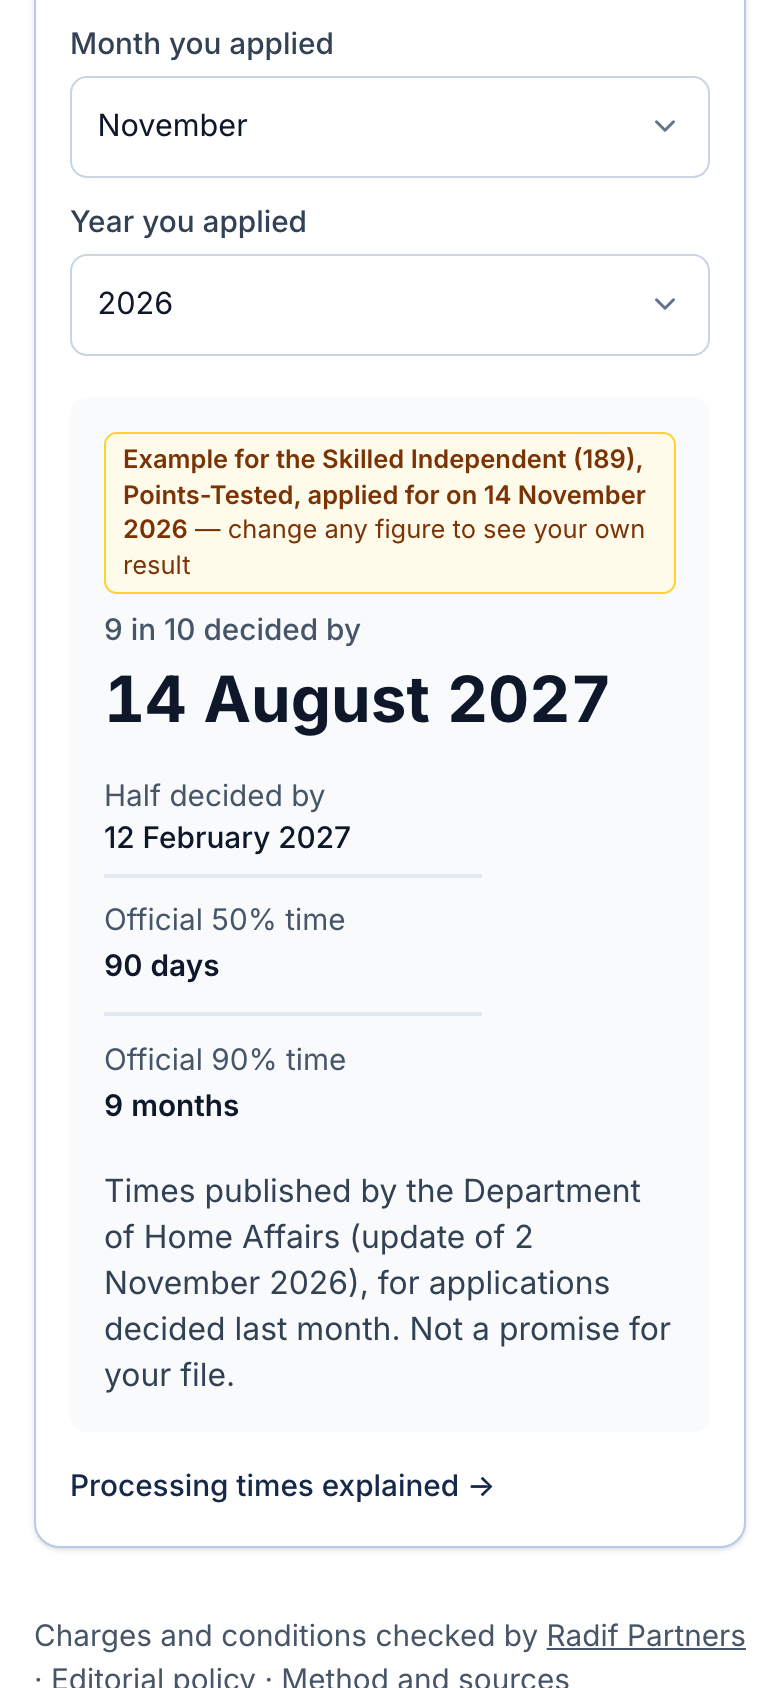 Month you applied
November
Year you applied
2026
Example for the Skilled Independent (189),
Points-Tested, applied for on 14 November
2026 — change any figure to see your own
result
9 in 10 decided by
14 August 2027
Half decided by
12 February 2027
Official 50% time
90 days
Official 90% time
9 months
Times published by the Department
of Home Affairs (update of 2
November 2026), for applications
decided last month. Not a promise for
your file.
Processing times explained →
Charges and conditions checked by Radif Partners
· Editorial policy · Method and sources